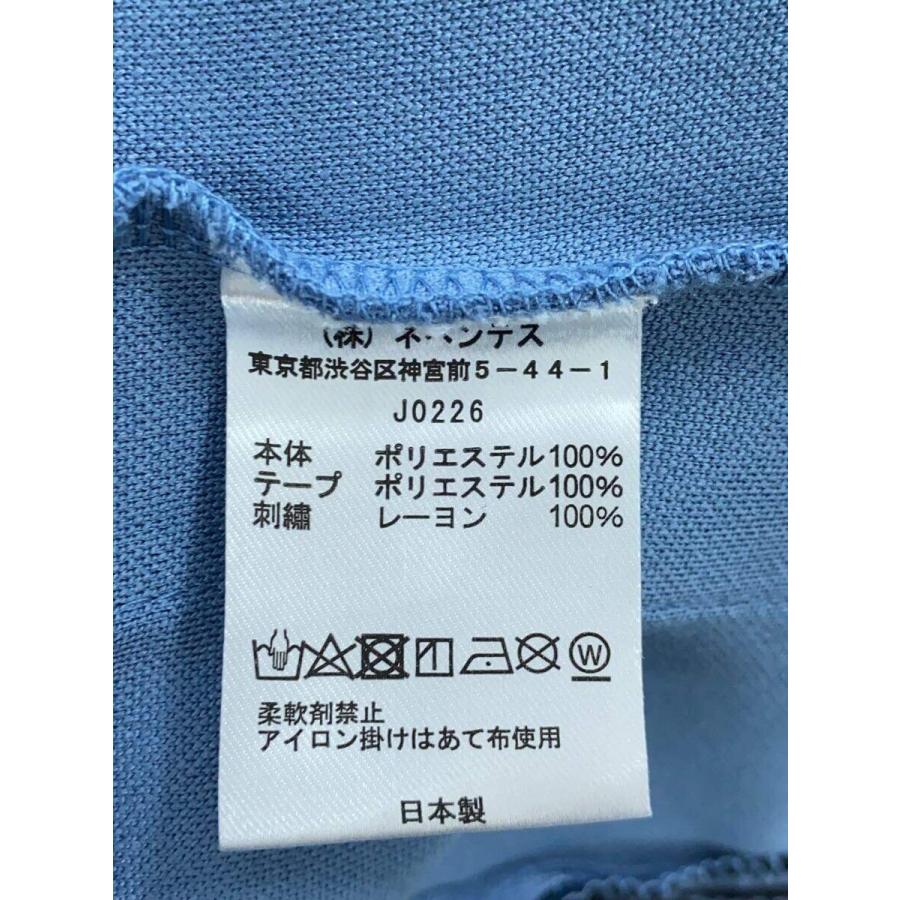 (株) ネペンテス
東京都渋谷区神宮前5-44-1
J0226
本体 ポリエステル100%
テープ ポリエステル100%
刺繡 レーヨン 100%
W
柔軟剤禁止
アイロン掛けはあて布使用
日本製